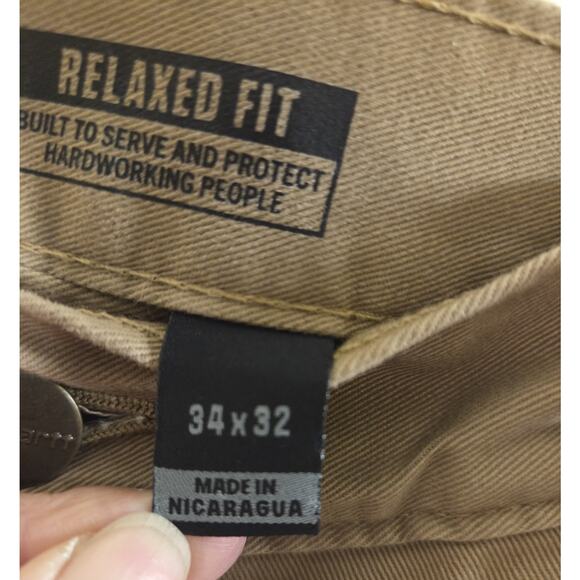 RELAXED FIT
BUILT TO SERVE AND PROTECT
HARDWORKING PEOPLE
34 x 32
MADE IN
NICARAGUA